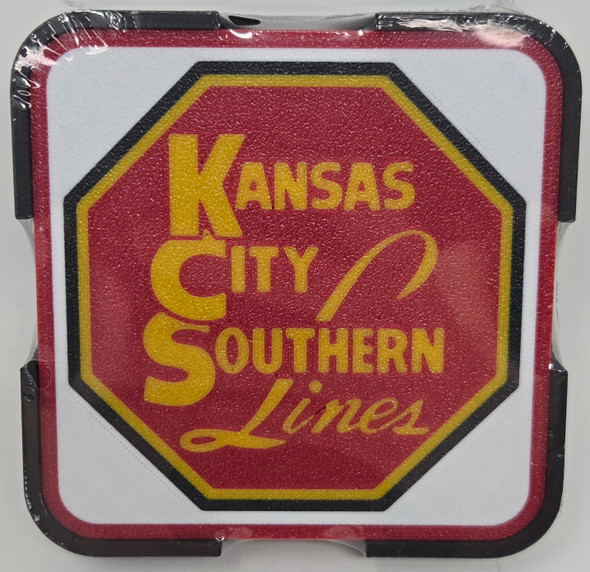 KANSAS
CITY
SOUTHERN
Lines